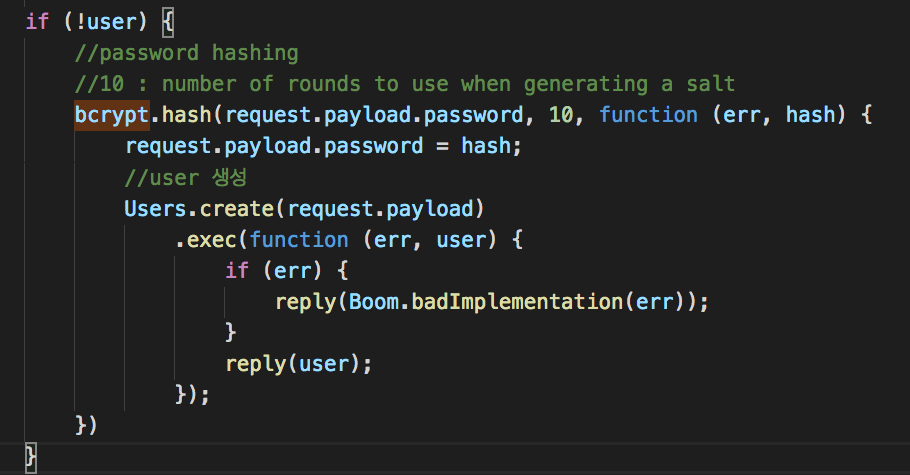 if (!user) {
//password hashing
//10 : number of rounds to use when generating a salt
bcrypt.hash(request.payload.password, 10, function (err, hash) {
request.payload.password = hash;
//user 생성
Users.create(request.payload)
.exec(function (err, user) {
if (err) {
reply(Boom.badImplementation(err));
}
reply(user);
});
})
}